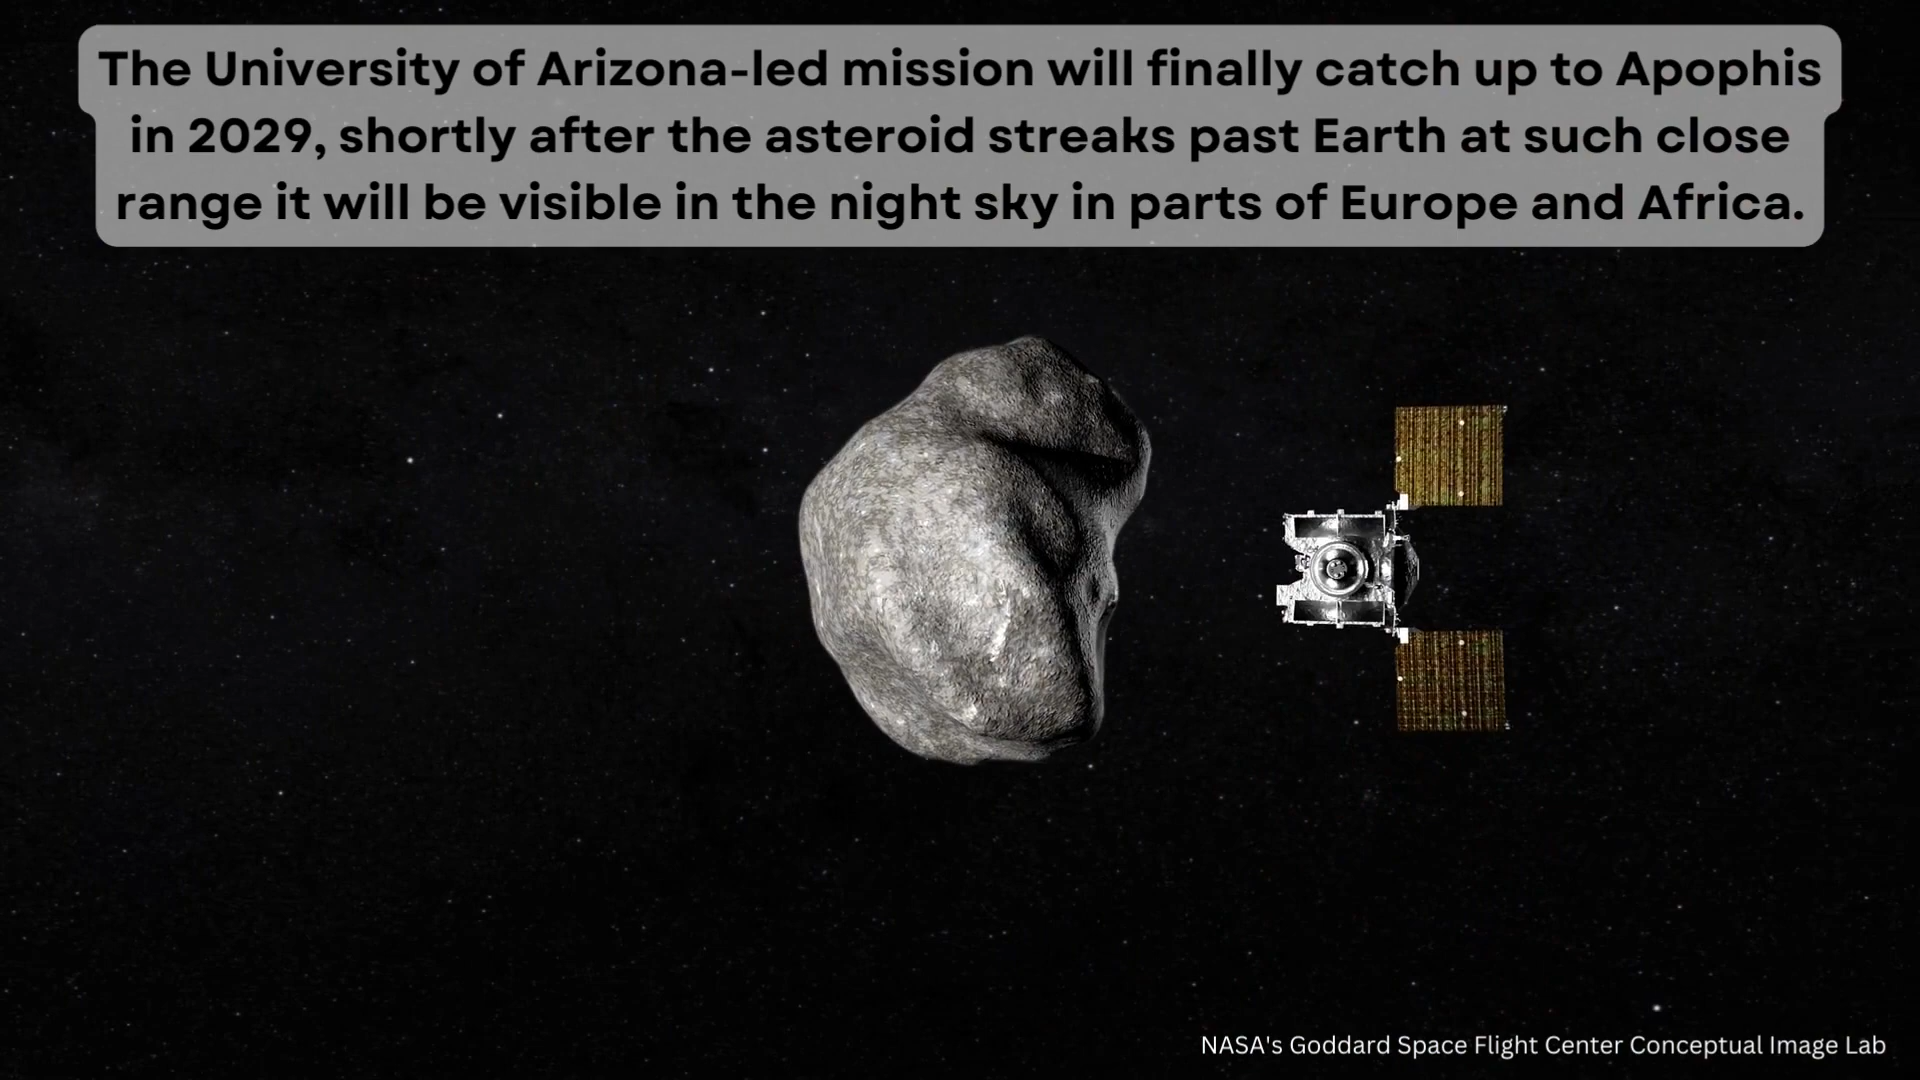 The University of Arizona-led mission will finally catch up to Apophis
in 2029, shortly after the asteroid streaks past Earth at such close
range it will be visible in the night sky in parts of Europe and Africa.
NASA's Goddard Space Flight Center Conceptual Image Lab